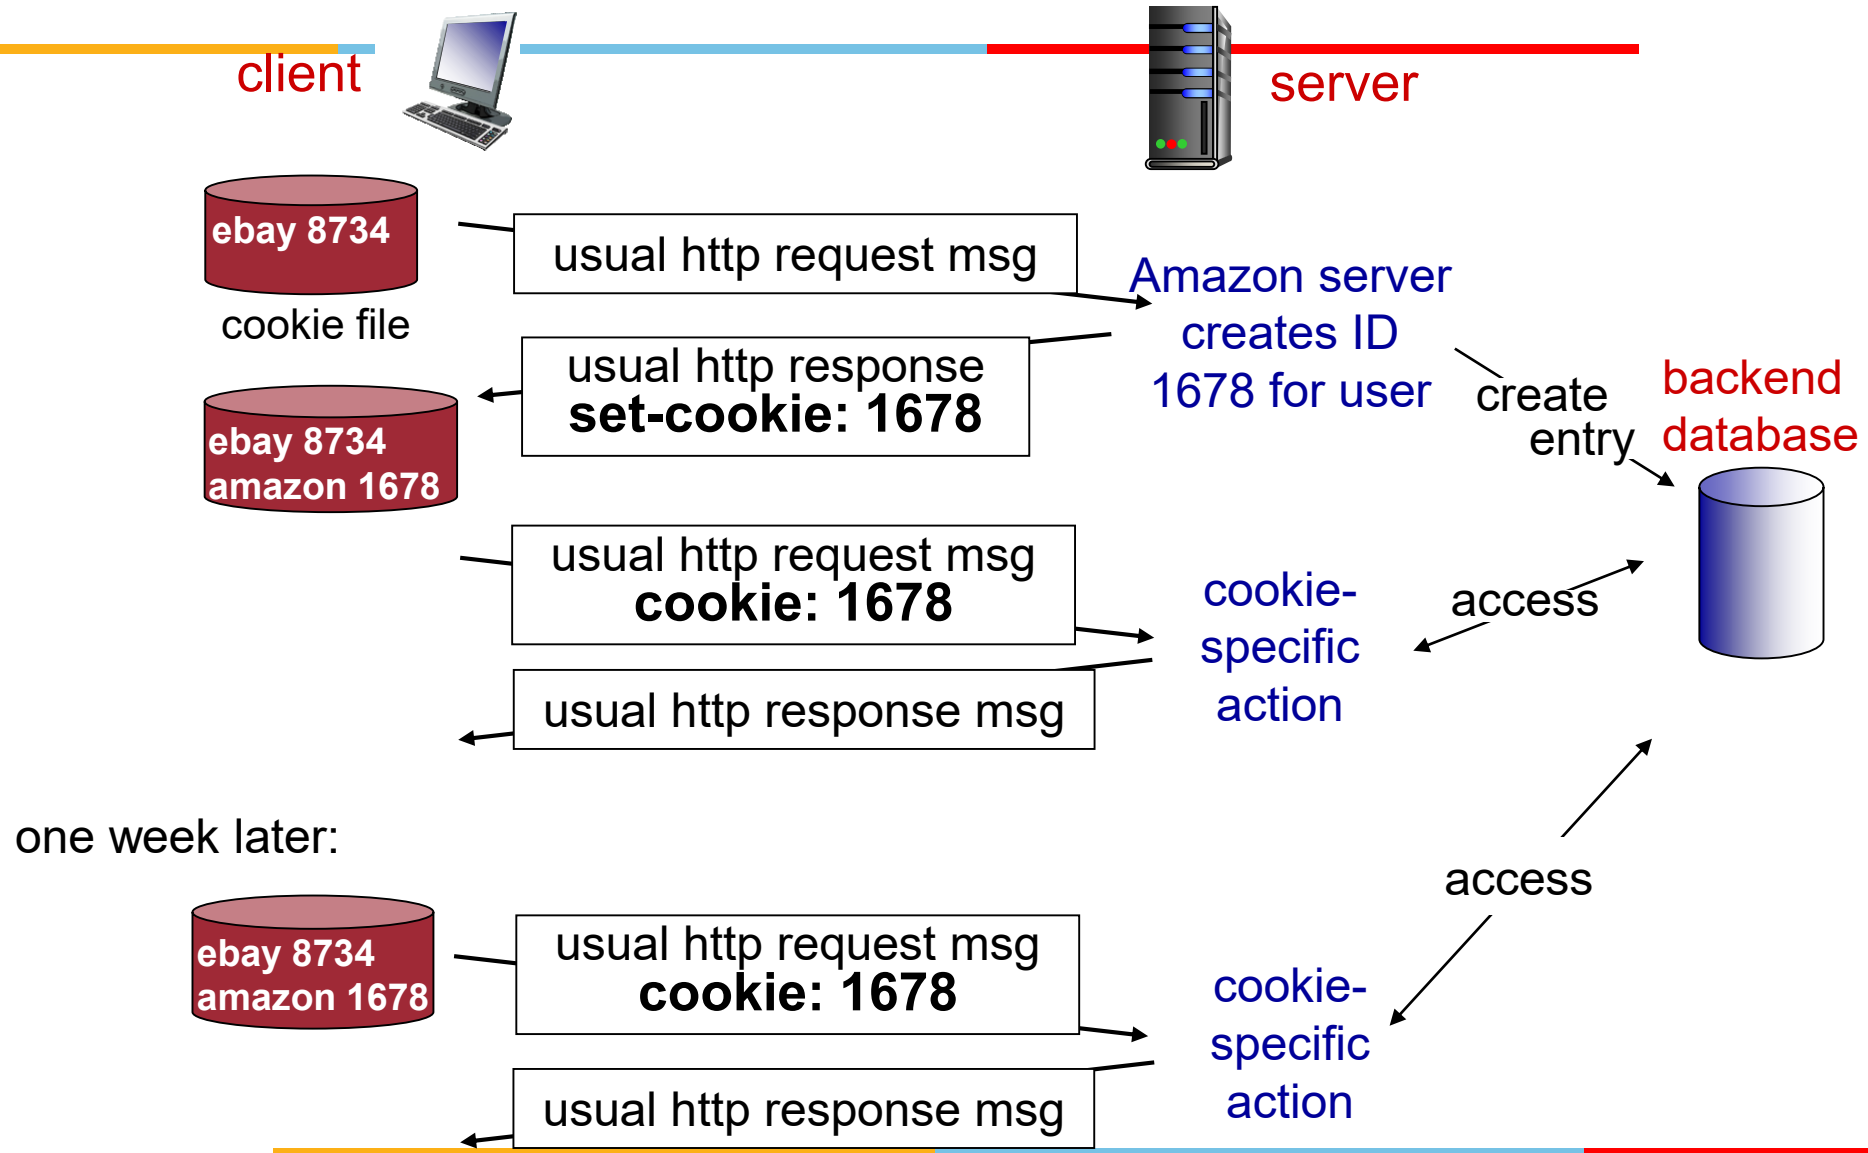 client
server
ebay 8734
cookie file
usual http request msg
Amazon server
creates ID
1678 for user
usual http response
set-cookie: 1678
create
entry
backend
database
ebay 8734
amazon 1678
usual http request msg
cookie: 1678
cookie-
specific
action
access
usual http response msg
one week later:
access
ebay 8734
amazon 1678
usual http request msg
cookie: 1678
cookie-
specific
action
usual http response msg